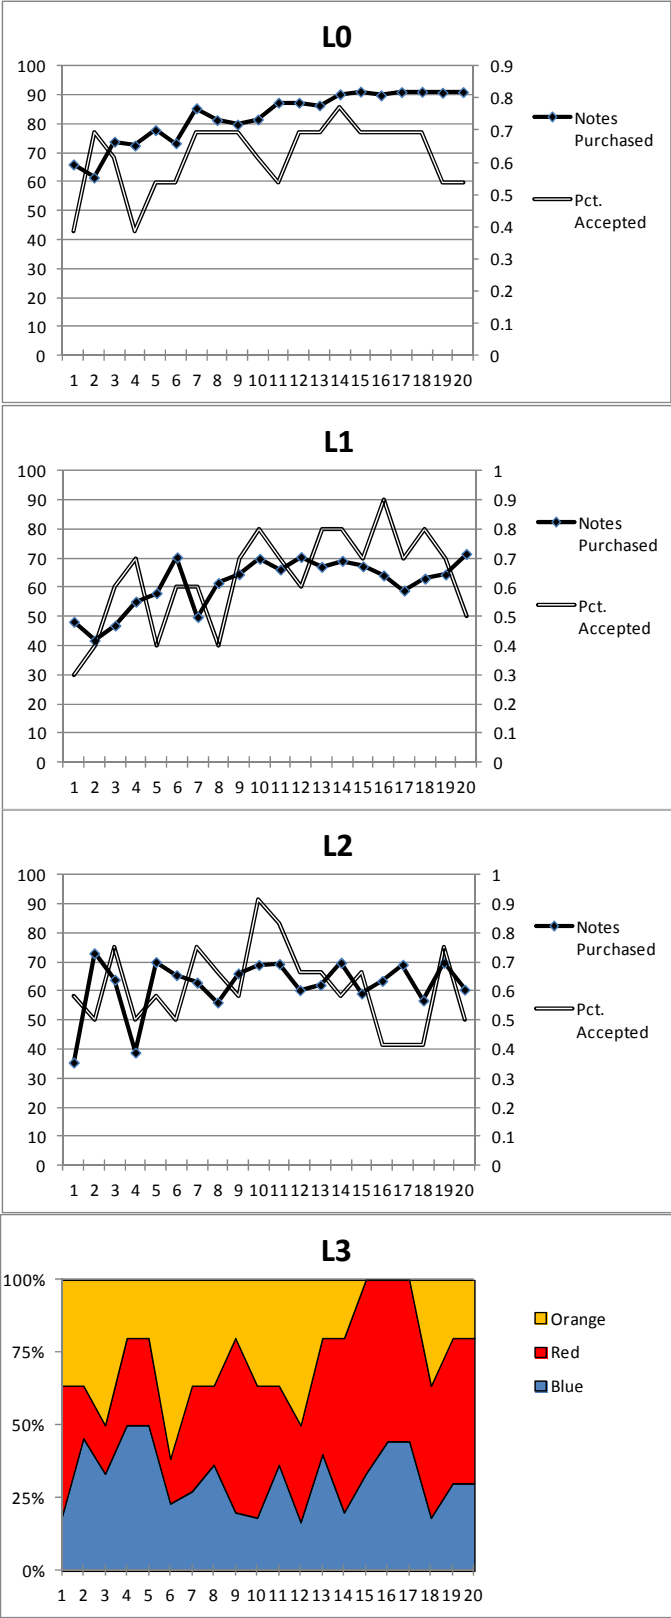 L0
100 0.9
90 0.8
80 0.7
70 0.6
60 0.5
50 0.4
40 0.3
30 0.2
20 0.1
10 0
0
1 2 3 4 5 6 7 8 9 10 11 12 13 14 15 16 17 18 19 20
Notes
Purchased
Pct.
Accepted
L1
100 1
90 0.9
80 0.8
70 0.7
60 0.6
50 0.5
40 0.4
30 0.3
20 0.2
10 0.1
0 0
1 2 3 4 5 6 7 8 9 10 11 12 13 14 15 16 17 18 19 20
Notes
Purchased
Pct.
Accepted
L2
100 1
90 0.9
80 0.8
70 0.7
60 0.6
50 0.5
40 0.4
30 0.3
20 0.2
10 0.1
0 0
1 2 3 4 5 6 7 8 9 10 11 12 13 14 15 16 17 18 19 20
Notes
Purchased
Pct.
Accepted
L3
100%
75%
50%
25%
0%
1 2 3 4 5 6 7 8 9 10 11 12 13 14 15 16 17 18 19 20
Orange
Red
Blue